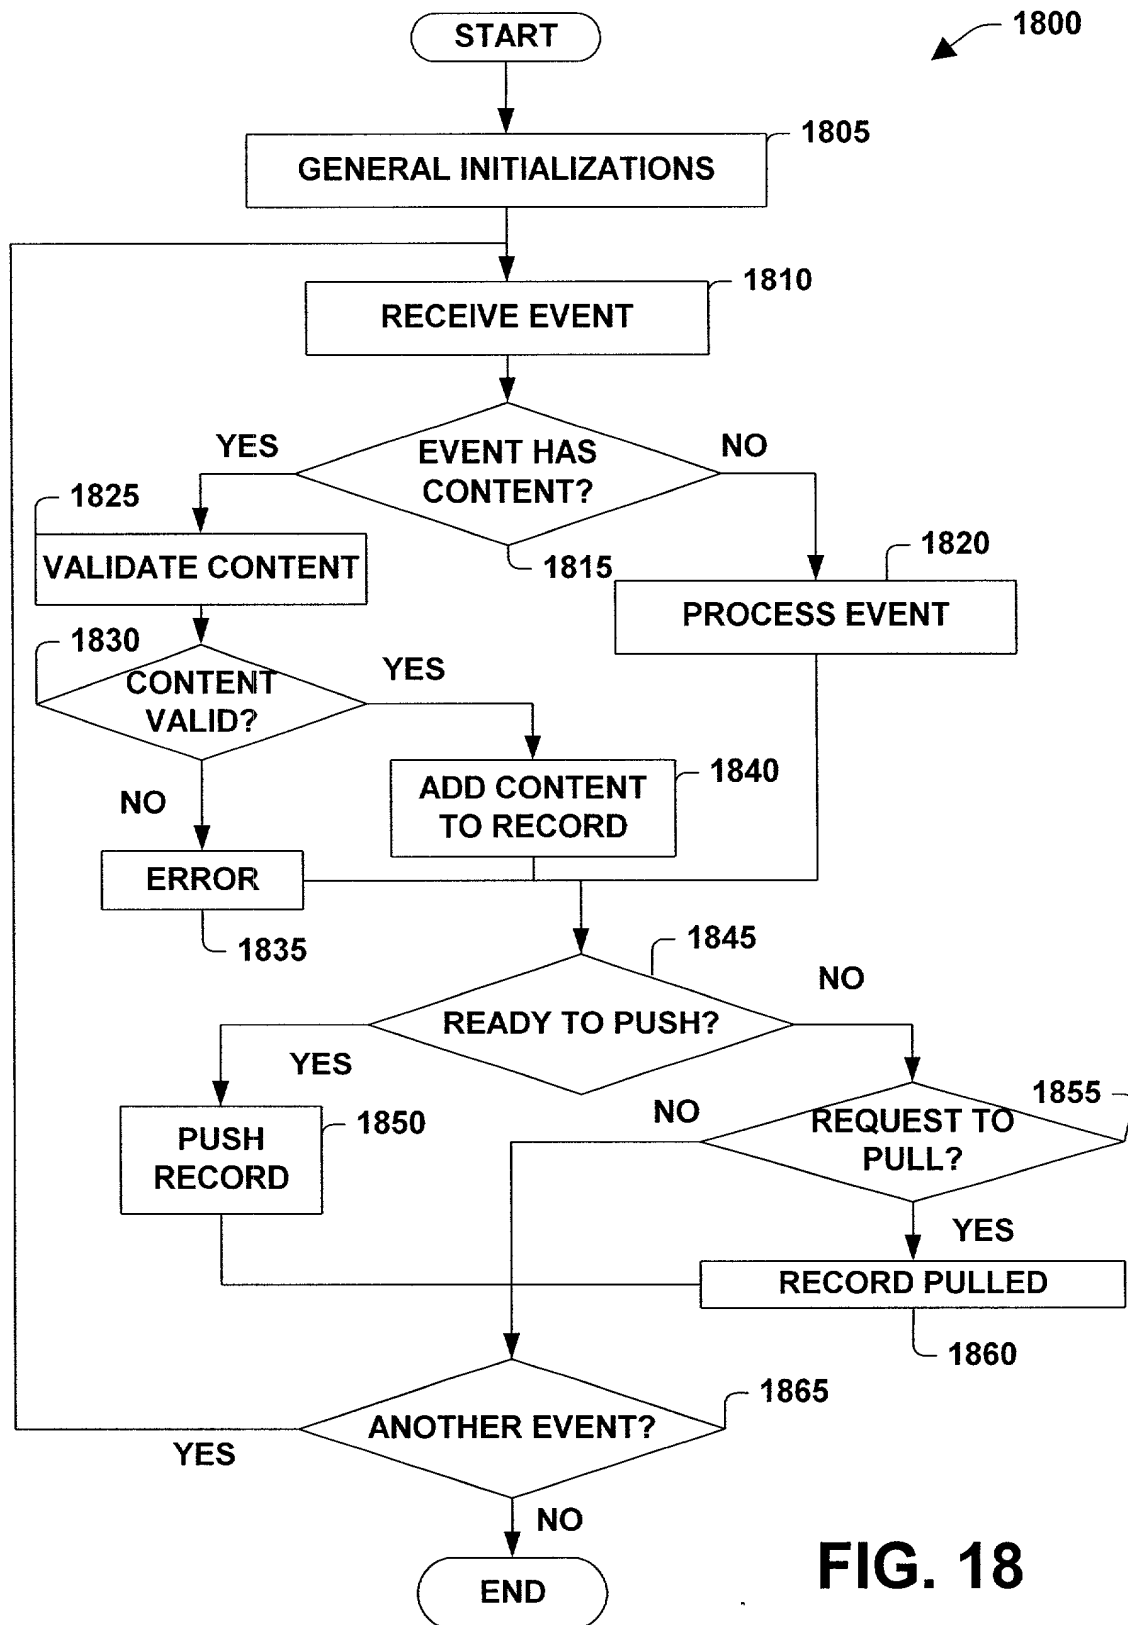 START
1800
1805
GENERAL INITIALIZATIONS
1810
RECEIVE EVENT
YES
EVENT HAS
CONTENT?
NO
1825
1815
1820
VALIDATE CONTENT
PROCESS EVENT
1830
CONTENT
VALID?
YES
NO
ADD CONTENT
TO RECORD
1840
ERROR
1835
1845
NO
READY TO PUSH?
YES
1855
NO
REQUEST TO
PULL?
1850
PUSH
RECORD
YES
RECORD PULLED
1860
1865
ANOTHER EVENT?
YES
NO
END
FIG. 18